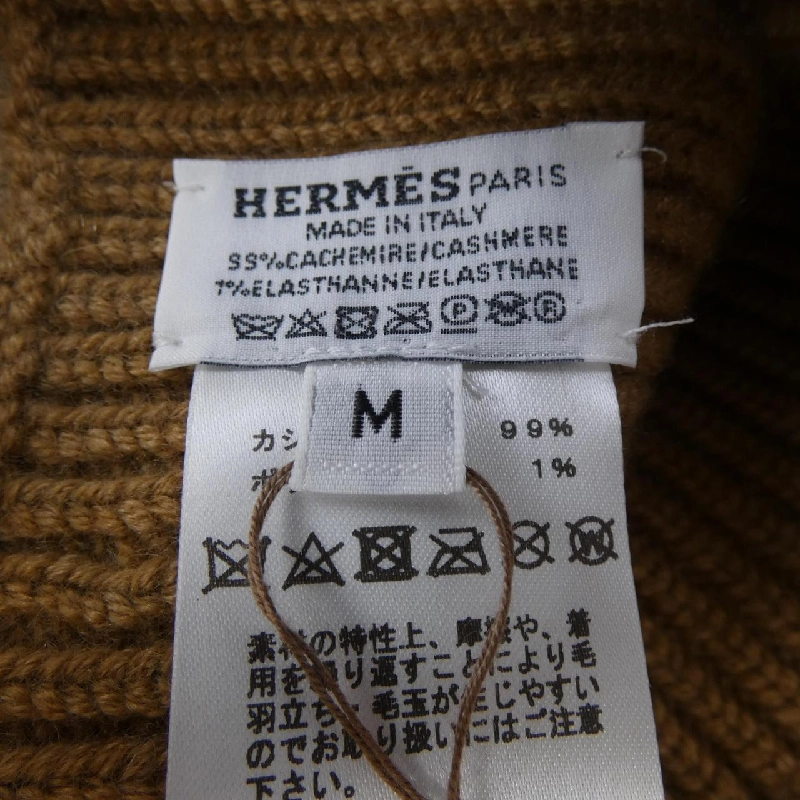 HERMÈS PARIS
MADE IN ITALY
99%CACHEMIRE/CASHMERE
1%ELASTHANNE/ELASTHANE
P R
M
カシ 99%
ポ 1%
W
素材の特性上、摩擦や、着
用を繰り返すことにより毛
羽立ち・毛玉が生じやすい
のでお取り扱いにはご注意
下さい。